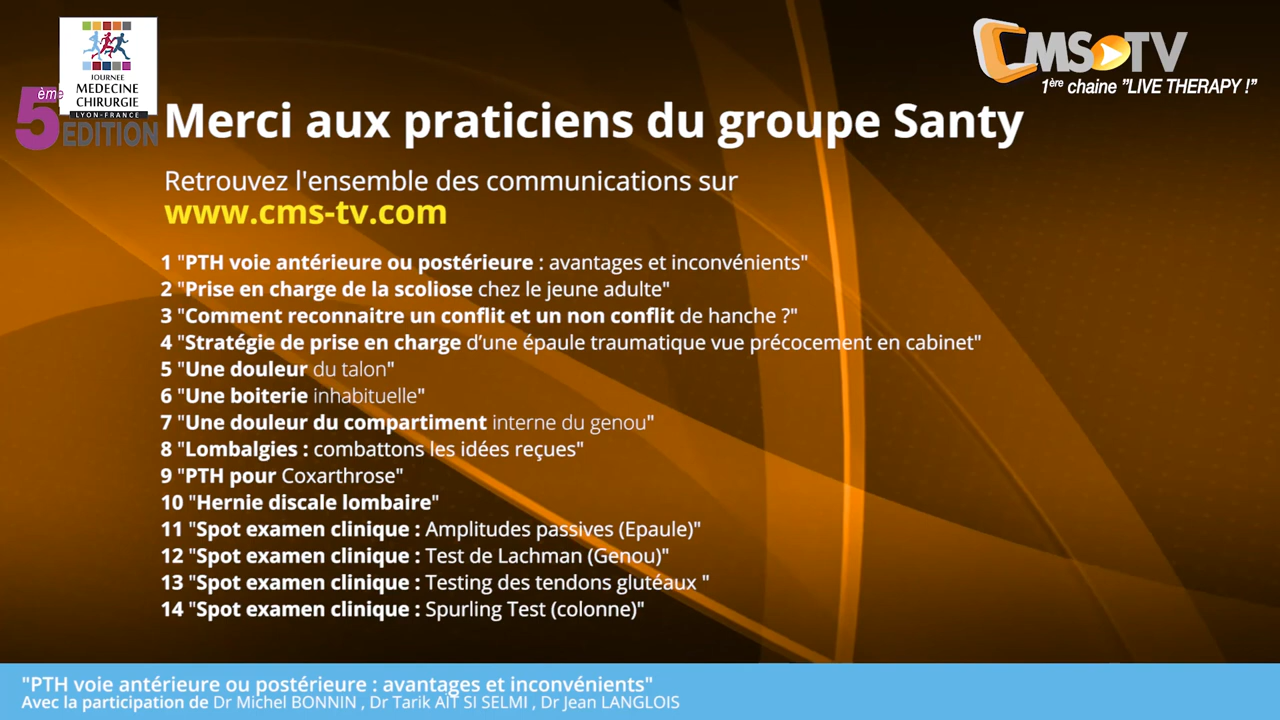 JOURNEE
MEDECINE
CHIRURGIE
LYON-FRANCE
5ème
EDITION
CMS TV
1ère chaine "LIVE THERAPY !"
Merci aux praticiens du groupe Santy
Retrouvez l'ensemble des communications sur
www.cms-tv.com
1 "PTH voie antérieure ou postérieure : avantages et inconvénients"
2 "Prise en charge de la scoliose chez le jeune adulte"
3 "Comment reconnaitre un conflit et un non conflit de hanche ?"
4 "Stratégie de prise en charge d'une épaule traumatique vue précocement en cabinet"
5 "Une douleur du talon"
6 "Une boiterie inhabituelle"
7 "Une douleur du compartiment interne du genou"
8 "Lombalgies : combattons les idées reçues"
9 "PTH pour Coxarthrose"
10 "Hernie discale lombaire"
11 "Spot examen clinique : Amplitudes passives (Epaule)"
12 "Spot examen clinique : Test de Lachman (Genou)"
13 "Spot examen clinique : Testing des tendons glutéaux "
14 "Spot examen clinique : Spurling Test (colonne)"
"PTH voie antérieure ou postérieure : avantages et inconvénients"
Avec la participation de Dr Michel BONNIN , Dr Tarik AÏT SI SELMI , Dr Jean LANGLOIS